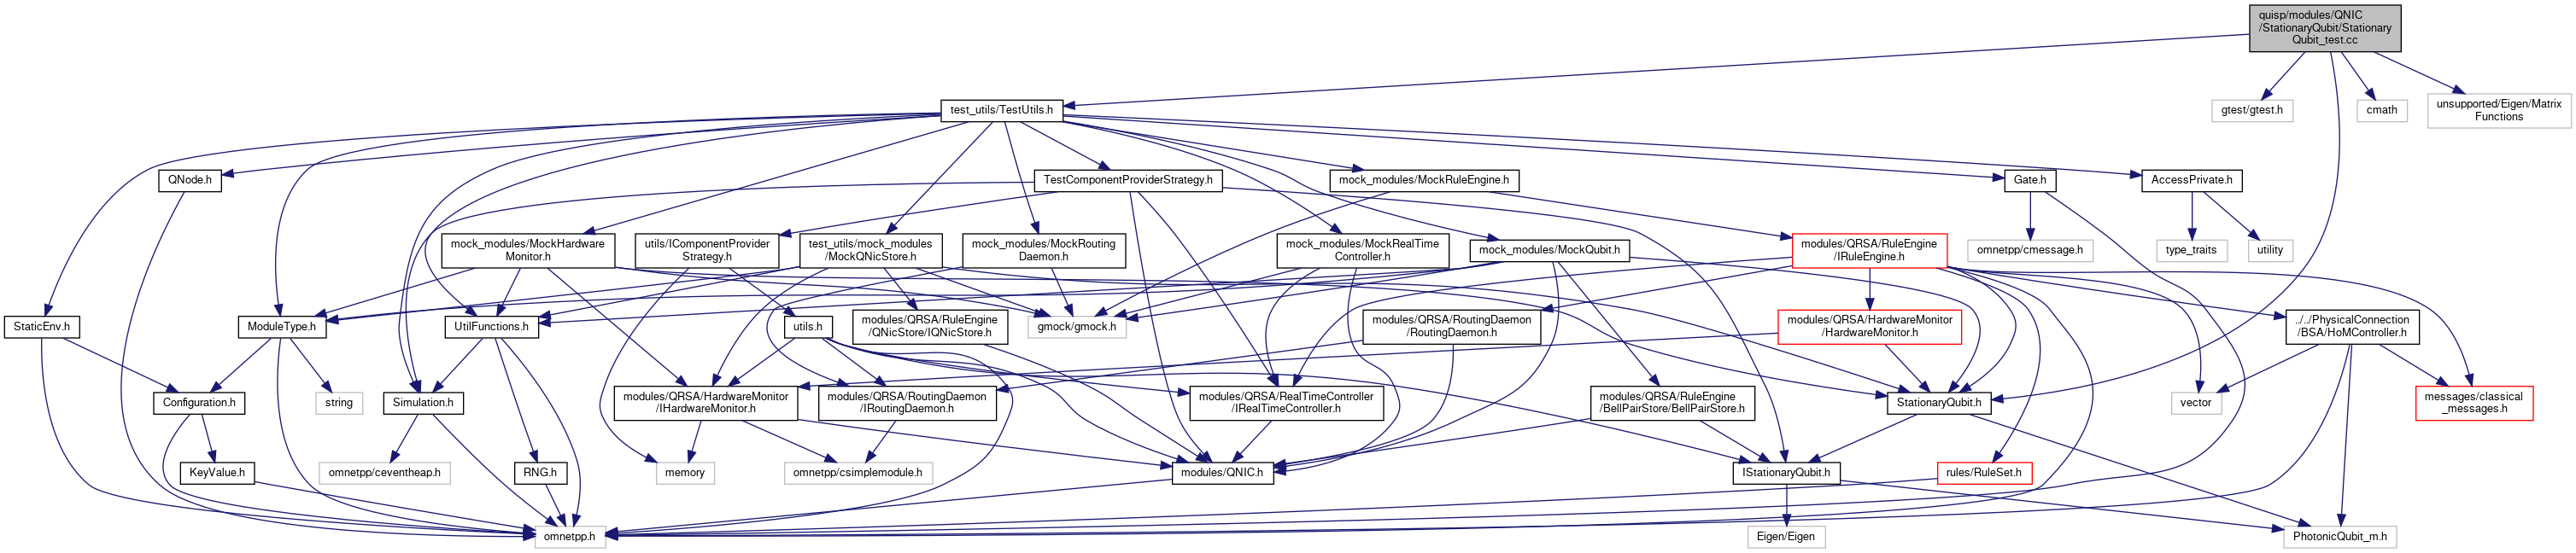 quisp/modules/QNIC
/StationaryQubit/Stationary
Qubit_test.cc
test_utils/TestUtils.h
gtest/gtest.h
cmath
unsupported/Eigen/Matrix
Functions
QNode.h
TestComponentProviderStrategy.h
mock_modules/MockRuleEngine.h
Gate.h
AccessPrivate.h
mock_modules/MockHardware
Monitor.h
utils/IComponentProvider
Strategy.h
test_utils/mock_modules
/MockQNicStore.h
mock_modules/MockRouting
Daemon.h
mock_modules/MockRealTime
Controller.h
mock_modules/MockQubit.h
modules/QRSA/RuleEngine
/IRuleEngine.h
omnetpp/cmessage.h
type_traits
utility
StaticEnv.h
ModuleType.h
UtilFunctions.h
utils.h
modules/QRSA/RuleEngine
/QNicStore/IQNicStore.h
gmock/gmock.h
modules/QRSA/RoutingDaemon
/RoutingDaemon.h
modules/QRSA/HardwareMonitor
/HardwareMonitor.h
../../PhysicalConnection
/BSA/HoMController.h
Configuration.h
string
Simulation.h
modules/QRSA/HardwareMonitor
/IHardwareMonitor.h
modules/QRSA/RoutingDaemon
/IRoutingDaemon.h
modules/QRSA/RealTimeController
/IRealTimeController.h
modules/QRSA/RuleEngine
/BellPairStore/BellPairStore.h
StationaryQubit.h
vector
messages/classical
_messages.h
KeyValue.h
omnetpp/ceventheap.h
RNG.h
memory
omnetpp/csimplemodule.h
modules/QNIC.h
IStationaryQubit.h
rules/RuleSet.h
omnetpp.h
Eigen/Eigen
PhotonicQubit_m.h